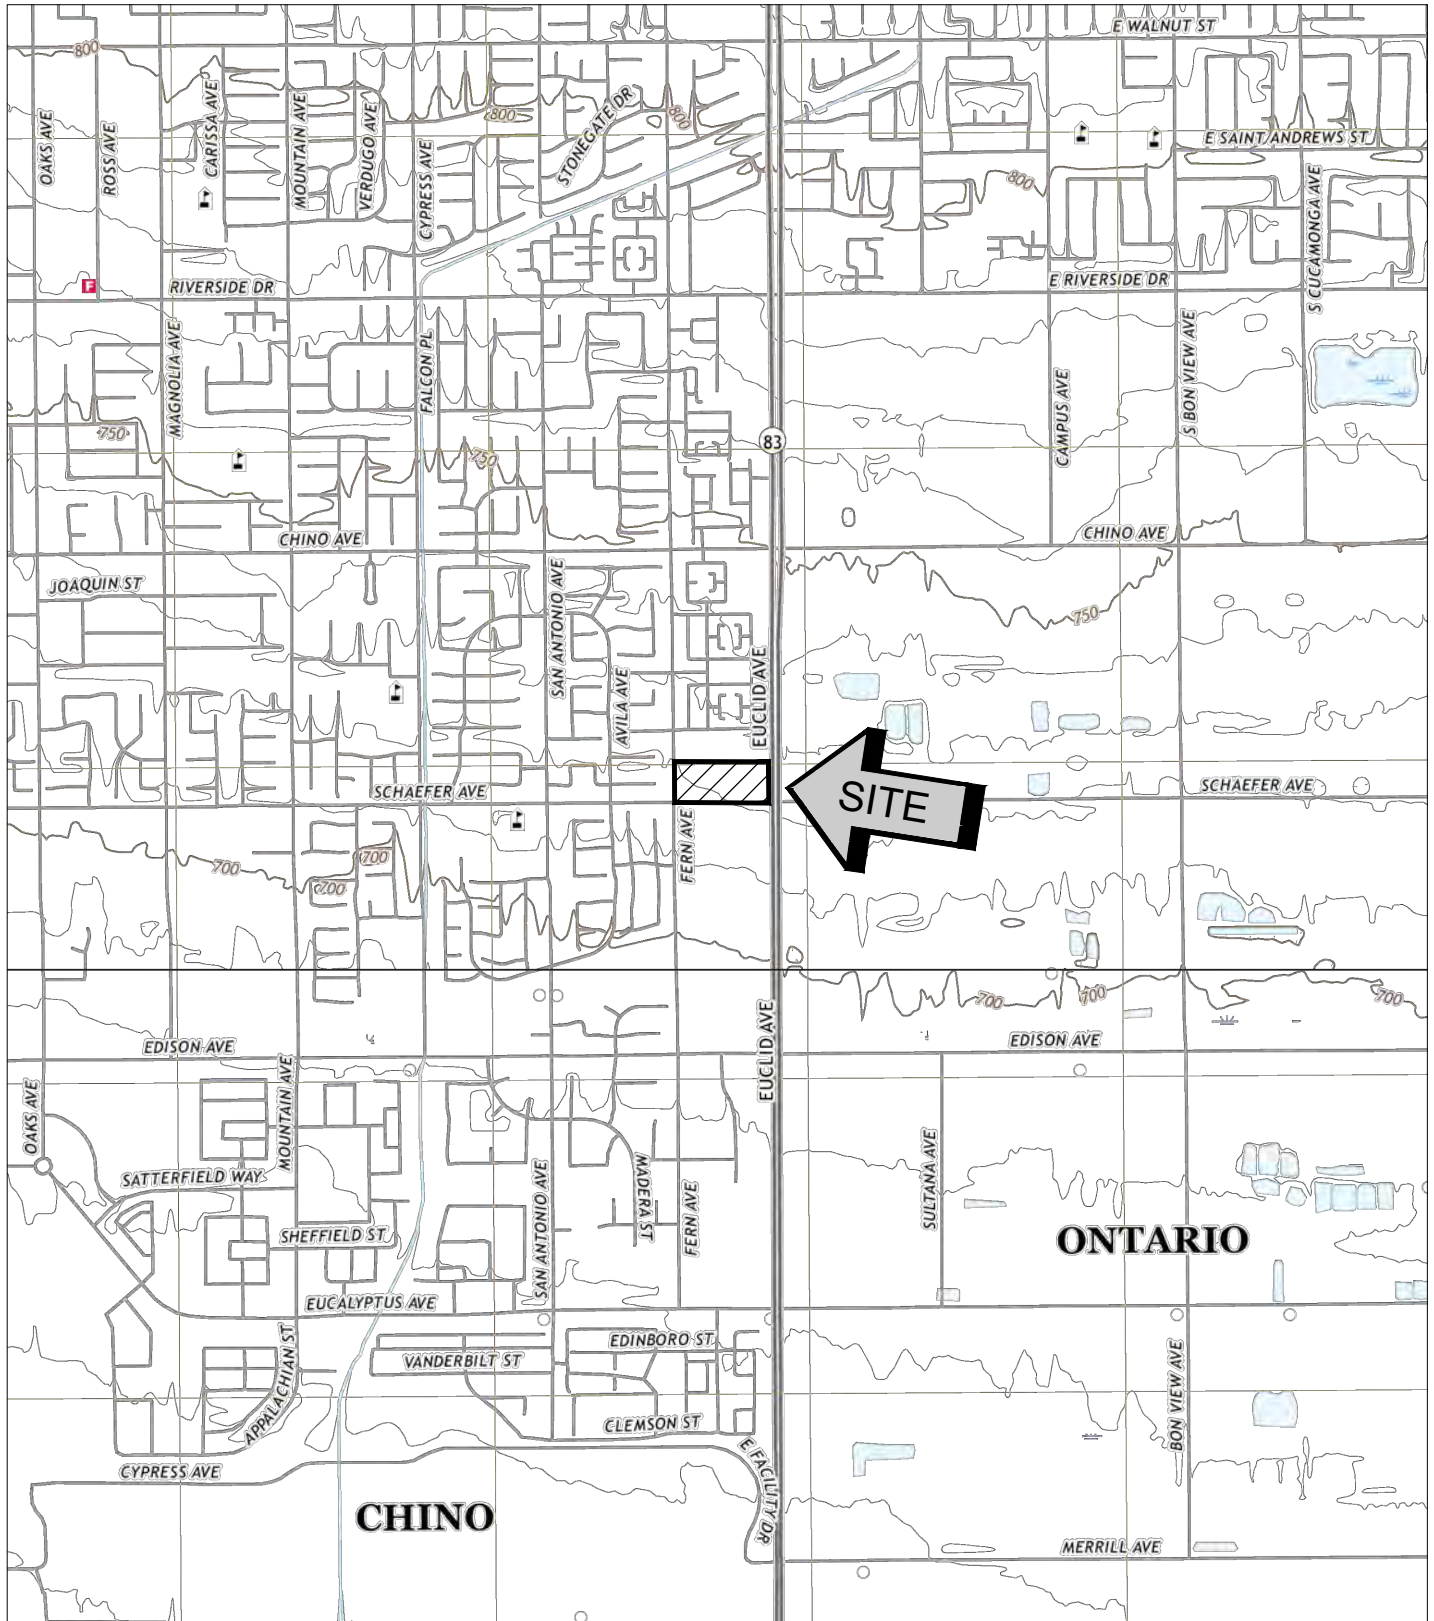 E WALNUT ST
800
OAKS AVE
ROSS AVE
CARISSA AVE
MOUNTAIN AVE
VERDUGO AVE
CYPRESS AVE
800
STONEGATE DR
800
E SAINT ANDREWS ST
800
S CUCAMONGA AVE
F
RIVERSIDE DR
E RIVERSIDE DR
MAGNOLIA AVE
FALCON PL
CAMPUS AVE
S BON VIEW AVE
750
750
83
CHINO AVE
CHINO AVE
JOAQUIN ST
SAN ANTONIO AVE
750
AVILA AVE
EUCLID AVE
SCHAEFER AVE
SITE
SCHAEFER AVE
FERN AVE
700
700
700
700
700
700
EUCLID AVE
EDISON AVE
EDISON AVE
OAKS AVE
MOUNTAIN AVE
SATTERFIELD WAY
SAN ANTONIO AVE
MADERA ST
FERN AVE
SULTANA AVE
SHEFFIELD ST
ONTARIO
EUCALYPTUS AVE
EDINBORO ST
VANDERBILT ST
APPALACHIAN ST
CLEMSON ST
BON VIEW AVE
CYPRESS AVE
E FACILITY DR
CHINO
MERRILL AVE